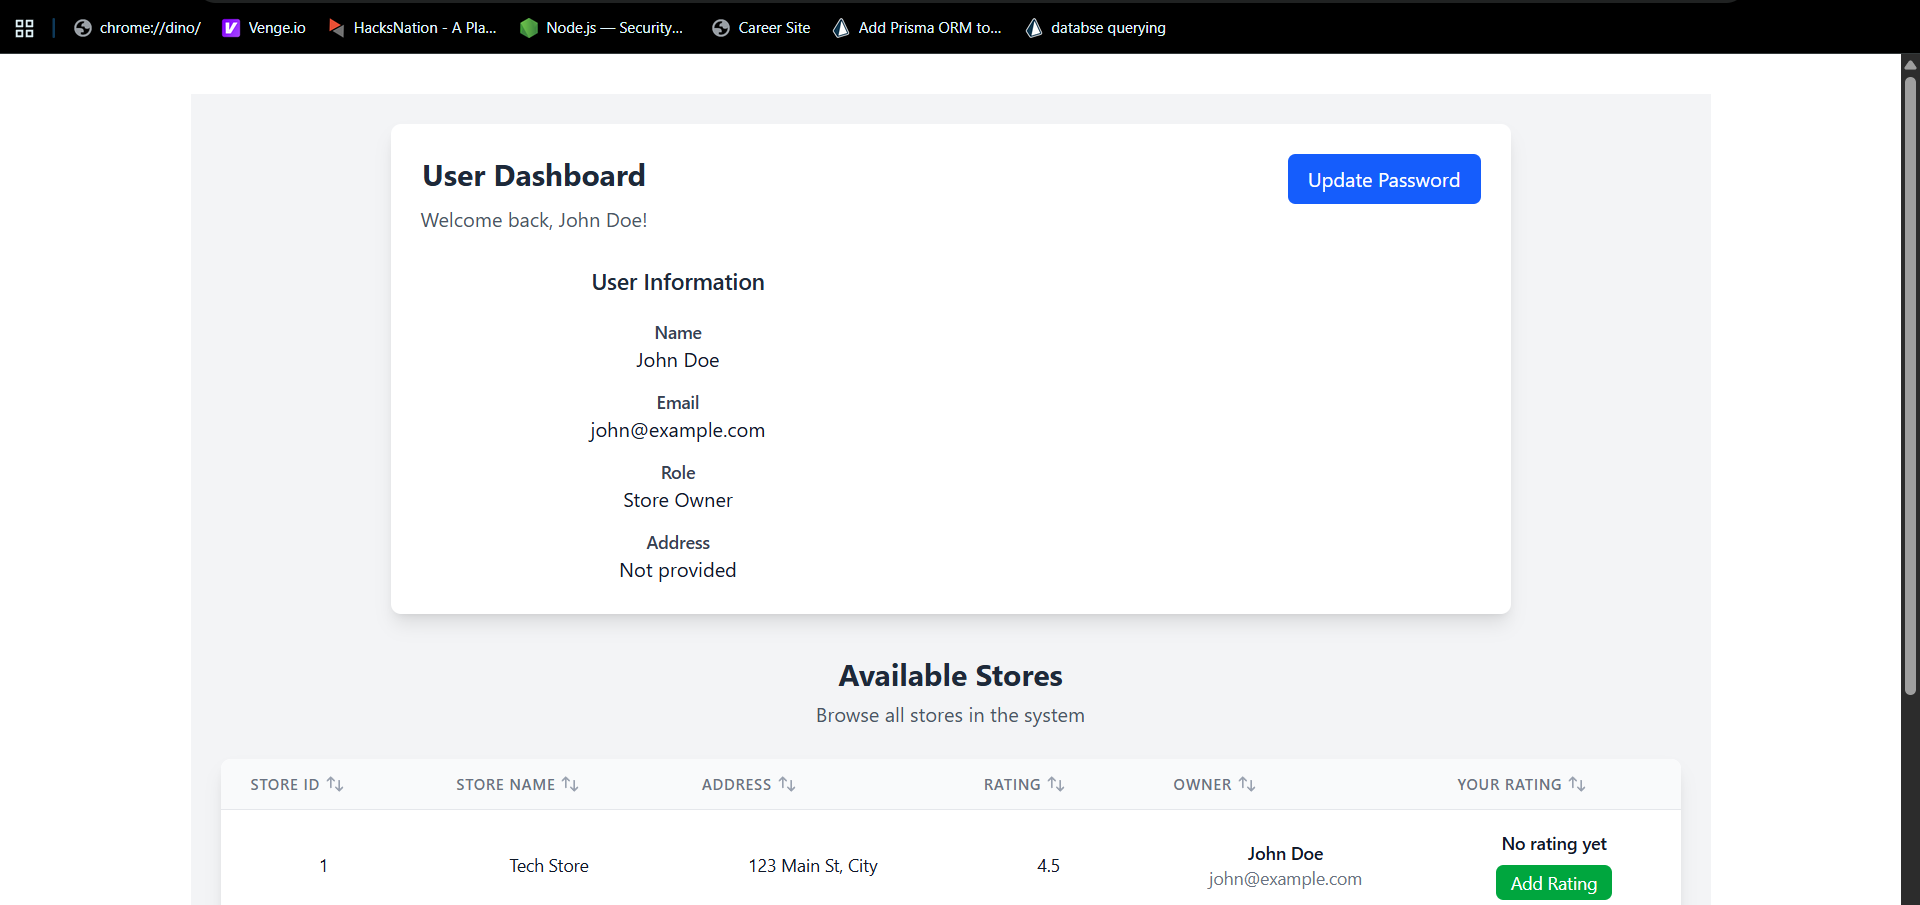 chrome://dino/ Venge.io HacksNation - A Pla... Node.js — Security... Career Site Add Prisma ORM to... databse querying
User Dashboard
Update Password
Welcome back, John Doe!
User Information
Name
John Doe
Email
john@example.com
Role
Store Owner
Address
Not provided
Available Stores
Browse all stores in the system
STORE ID STORE NAME ADDRESS RATING OWNER YOUR RATING
1 Tech Store 123 Main St, City 4.5 John Doe No rating yet
john@example.com Add Rating